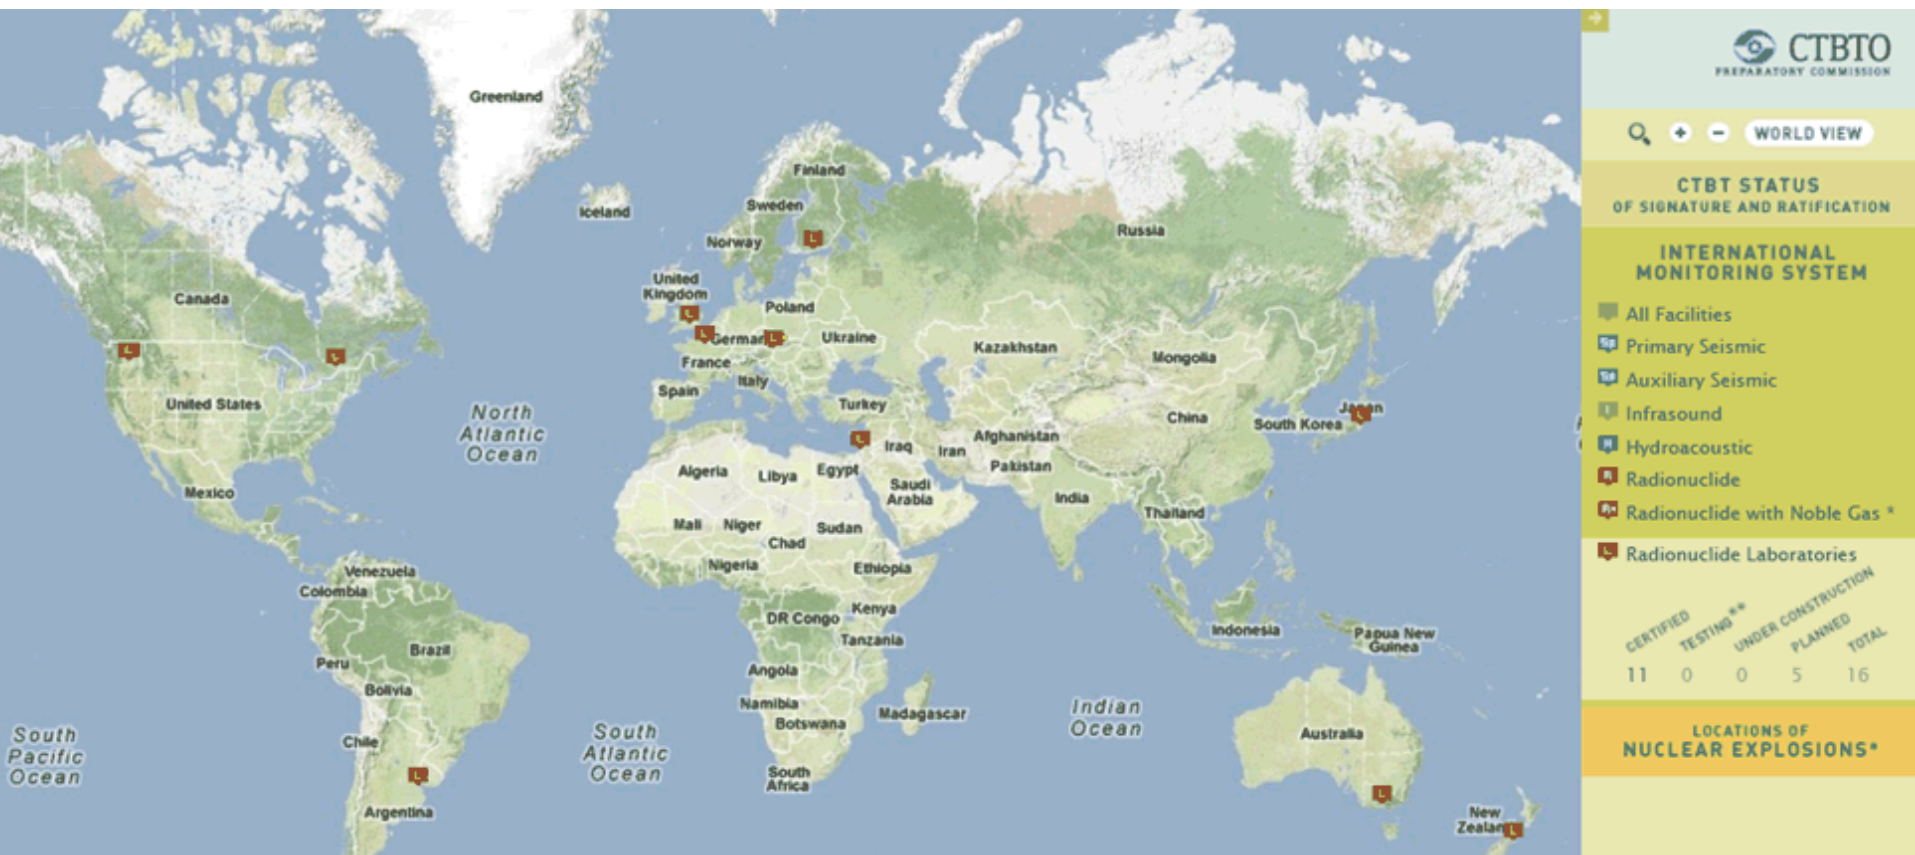 Greenland
Finland
Sweden
Iceland
Norway
Russia
United
Kingdom
Canada
Poland
Germany
Ukraine
Kazakhstan
Mongolia
France
Italy
Spain
United States
North
Atlantic
Ocean
Turkey
Japan
China
South Korea
Afghanistan
Iraq
Iran
Pakistan
Algeria
Libya
Egypt
Saudi
Arabia
Mexico
India
Thailand
Mali
Niger
Sudan
Chad
Nigeria
Ethiopia
Venezuela
Colombia
Kenya
DR Congo
Tanzania
Indonesia
Papua New
Guinea
Brazil
Peru
Angola
Bolivia
Namibia
Botswana
Madagascar
Indian
Ocean
South
Pacific
Ocean
Chile
South
Atlantic
Ocean
Australia
South
Africa
Argentina
New
Zealan
CTBTO
PREPARATORY COMMISSION
WORLD VIEW
CTBT STATUS
OF SIGNATURE AND RATIFICATION
INTERNATIONAL
MONITORING SYSTEM
All Facilities
Primary Seismic
Auxiliary Seismic
I Infrasound
H Hydroacoustic
Radionuclide
Radionuclide with Noble Gas *
L Radionuclide Laboratories
CERTIFIED TESTING** UNDER CONSTRUCTION PLANNED TOTAL
11 0 0 5 16
LOCATIONS OF
NUCLEAR EXPLOSIONS*